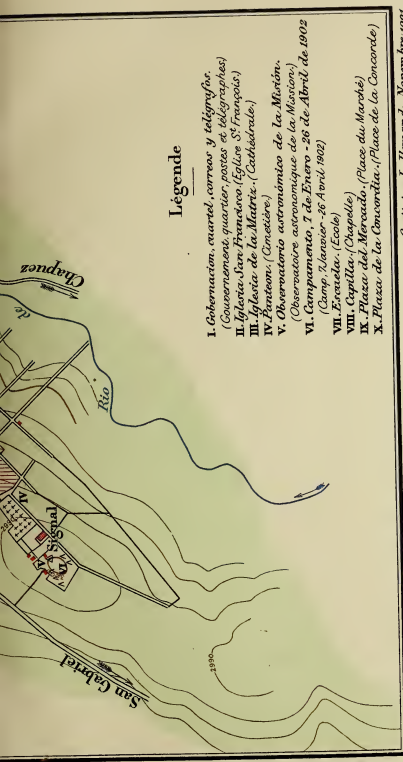 Légende
I. Gobernacion, cuartel, correos y telégrafos.
(Gouvernement, quartier, postes et télégraphes)
II. Iglesia San Francisco. (Eglise St François.)
III. Iglesia de la Matriz. (Cathédrale.)
IV. Panteon. (Cimetière.)
V. Observatorio astronómico de la Misión.
(Observatoire astronomique de la Mission.)
VI. Campamento, 7 de Enero - 26 de Abril de 1902
(Camp, 7 Janvier - 26 Avril 1902)
VII. Escuela. (Ecole)
VIII. Capilla. (Chapelle)
IX. Plaza del Mercado. (Place du Marché)
X. Plaza de la Concordia. (Place de la Concorde)
Chapuez
de
Rio
IV
V
Signal
VI
San Gabriel
2990